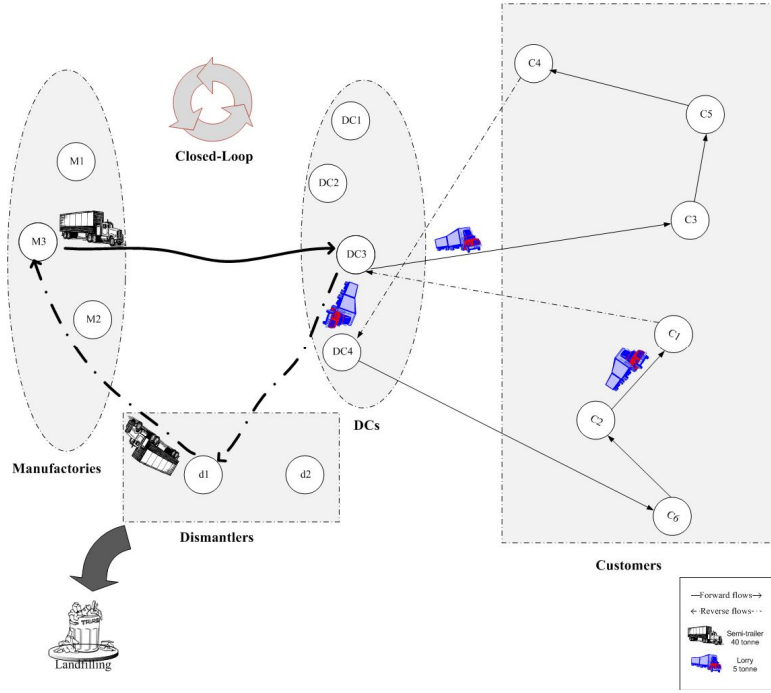 C4
C5
DC1
Closed-Loop
M1
DC2
C3
M3
DC3
M2
C1
DC4
C2
DCs
Manufactories
d1
d2
C6
Dismantlers
Customers
Forward flows
Reverse flows
Semi-trailer
40 tonne
Lorry
5 tonne
TRASH
Landfilling